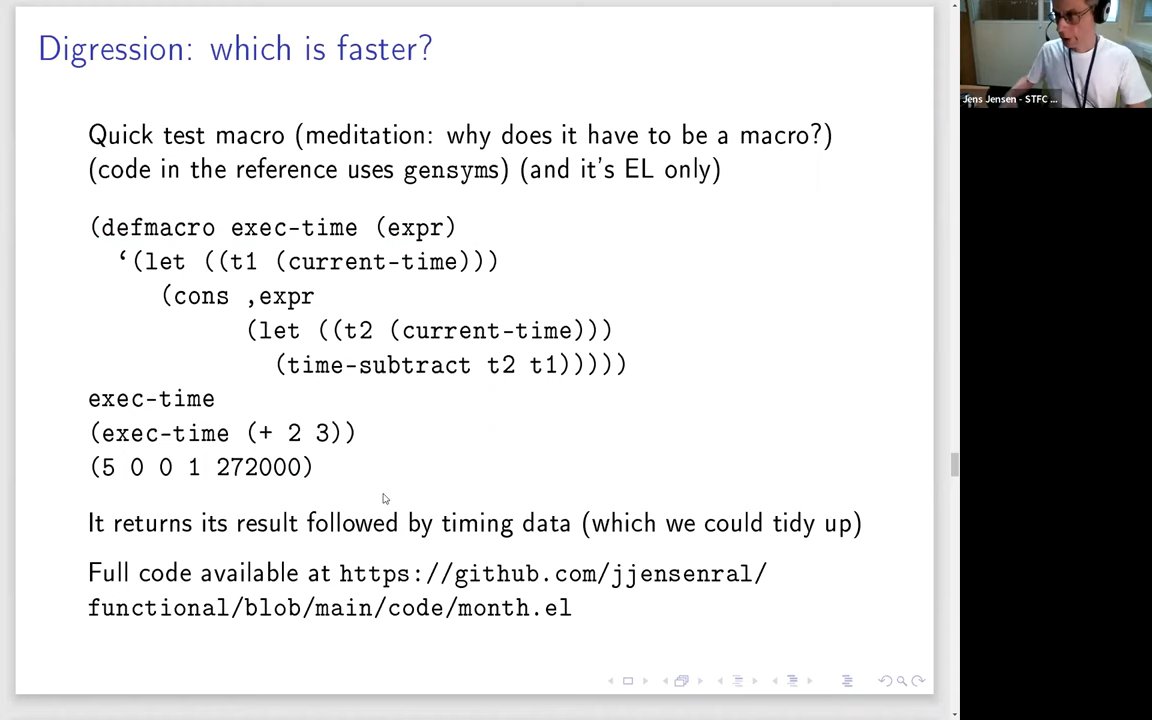 Digression: which is faster?
Quick test macro (meditation: why does it have to be a macro?)
(code in the reference uses gensyms) (and it's EL only)
(defmacro exec-time (expr)
‘(let ((t1 (current-time)))
(cons ,expr
(let ((t2 (current-time)))
(time-subtract t2 t1)))))
exec-time
(exec-time (+ 2 3))
(5 0 0 1 272000)
It returns its result followed by timing data (which we could tidy up)
Full code available at https://github.com/jjensenral/
functional/blob/main/code/month.el
Jens Jensen - STFC ...